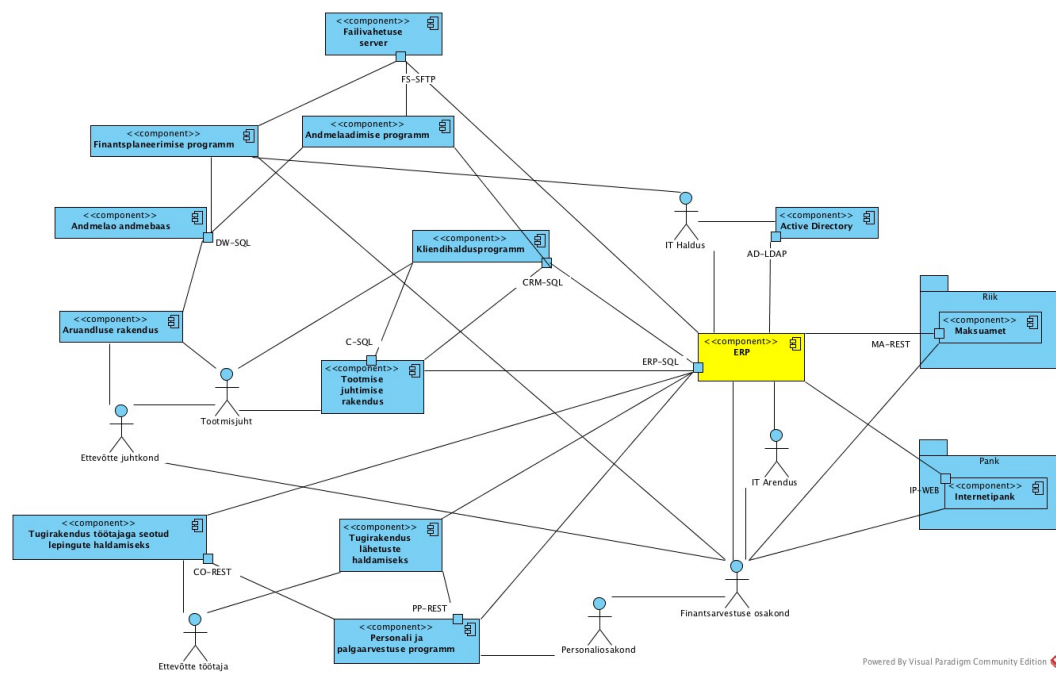 <<component>>
Failivahetuse
server
FS-SFTP
<<component>>
Finantsplaneerimise programm
<<component>>
Andmelaadimise programm
<<component>>
Andmelao andmebaas
DW-SQL
<<component>>
Kliendihaldusprogramm
CRM-SQL
IT Haldus
<<component>>
Active Directory
AD-LDAP
Riik
<<component>>
Maksuamet
MA-REST
<<component>>
Aruandluse rakendus
C-SQL
<<component>>
Tootmise
juhtimise
rakendus
ERP-SQL
<<component>>
ERP
Tootmisjuht
Ettevõtte juhtkond
IT Arendus
Pank
<<component>>
Internetipank
IP-WEB
<<component>>
Tugirakendus töötajaga seotud
lepingute haldamiseks
CO-REST
<<component>>
Tugirakendus
lähetuste
haldamiseks
PP-REST
<<component>>
Personali ja
palgaarvestuse programm
Ettevõtte töötaja
Personaliosakond
Finantsarvestuse osakond
Powered By Visual Paradigm Community Edition